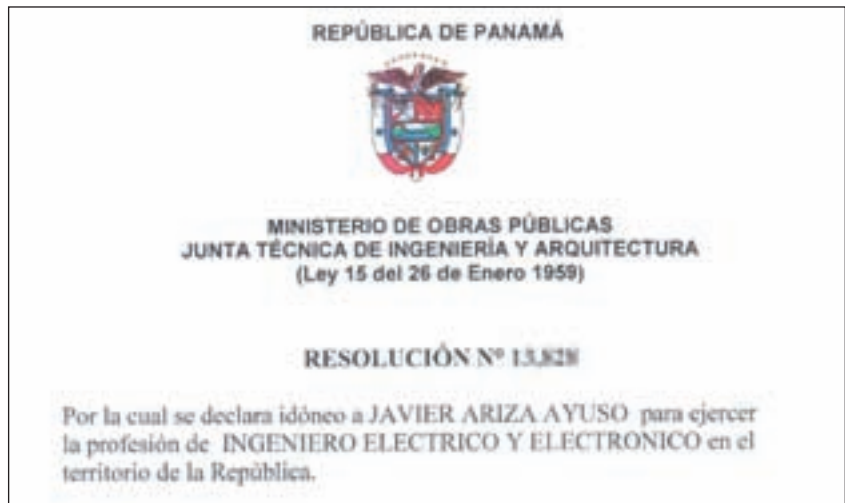 REPÚBLICA DE PANAMÁ
MINISTERIO DE OBRAS PÚBLICAS
JUNTA TÉCNICA DE INGENIERÍA Y ARQUITECTURA
(Ley 15 del 26 de Enero 1959)
RESOLUCIÓN Nº 13,828
Por la cual se declara idóneo a JAVIER ARIZA AYUSO para ejercer
la profesión de INGENIERO ELECTRICO Y ELECTRONICO en el
territorio de la República.